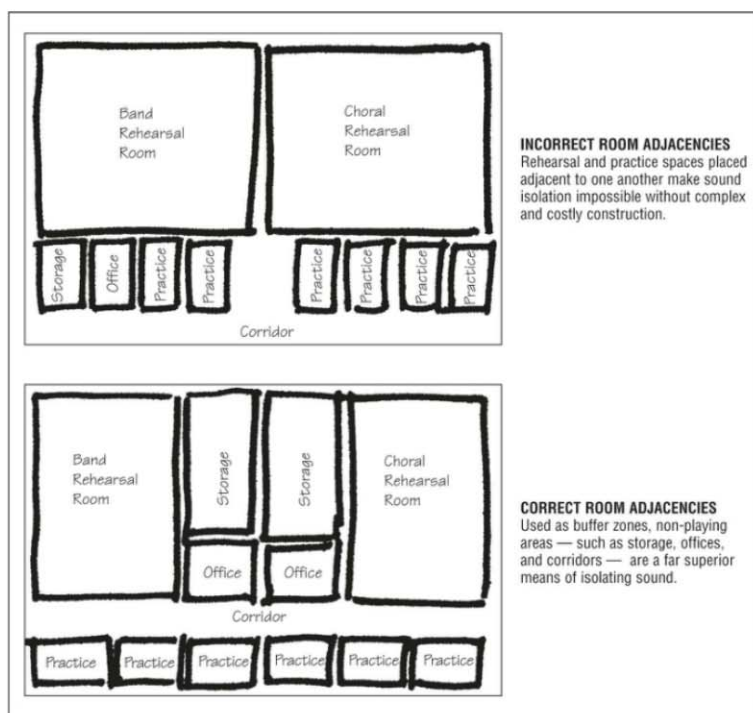 Band
Rehearsal
Room
Choral
Rehearsal
Room
Storage
Office
Practice
Practice
Practice
Practice
Practice
Practice
Corridor
INCORRECT ROOM ADJACENCIES
Rehearsal and practice spaces placed
adjacent to one another make sound
isolation impossible without complex
and costly construction.
Band
Rehearsal
Room
Storage
Storage
Choral
Rehearsal
Room
Office
Office
Corridor
Practice
Practice
Practice
Practice
Practice
Practice
CORRECT ROOM ADJACENCIES
Used as buffer zones, non-playing
areas — such as storage, offices,
and corridors — are a far superior
means of isolating sound.